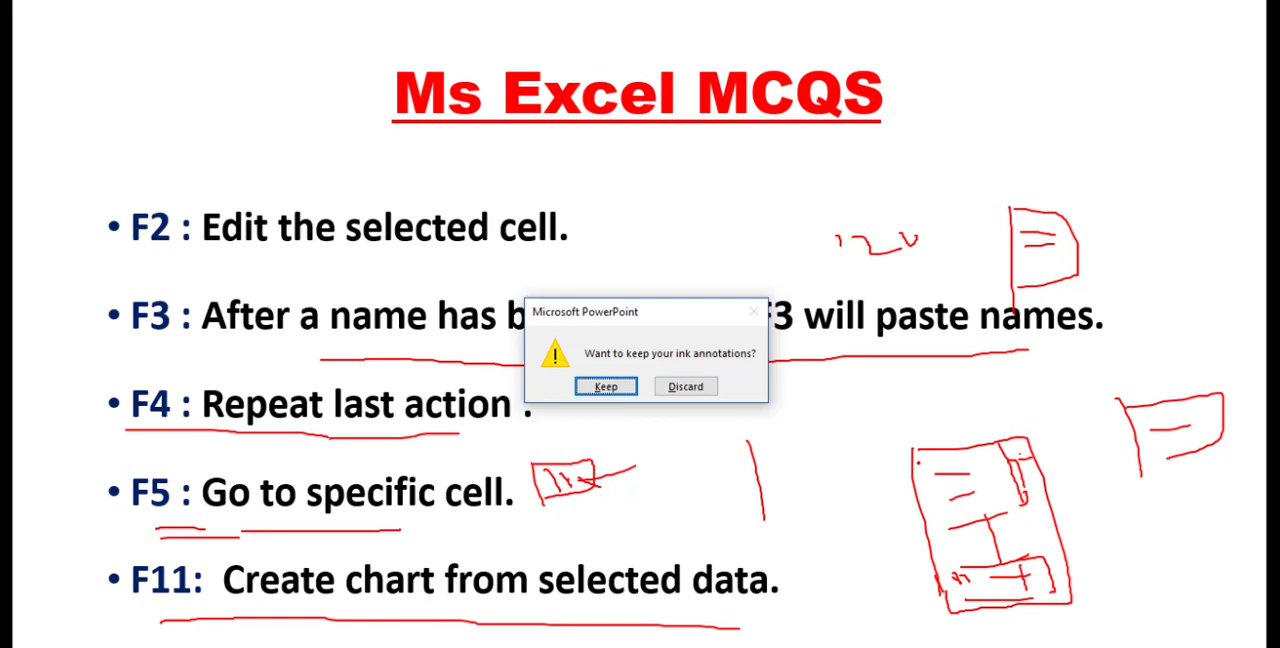 Ms Excel MCQS
• F2 : Edit the selected cell.
• F3 : After a name has b F3 will paste names.
Microsoft PowerPoint
Want to keep your ink annotations?
Keep Discard
• F4 : Repeat last action .
• F5 : Go to specific cell.
• F11: Create chart from selected data.